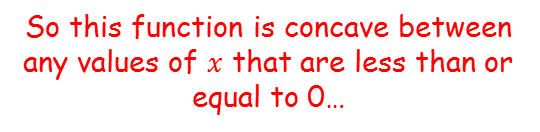 So this function is concave between
any values of x that are less than or
equal to 0...